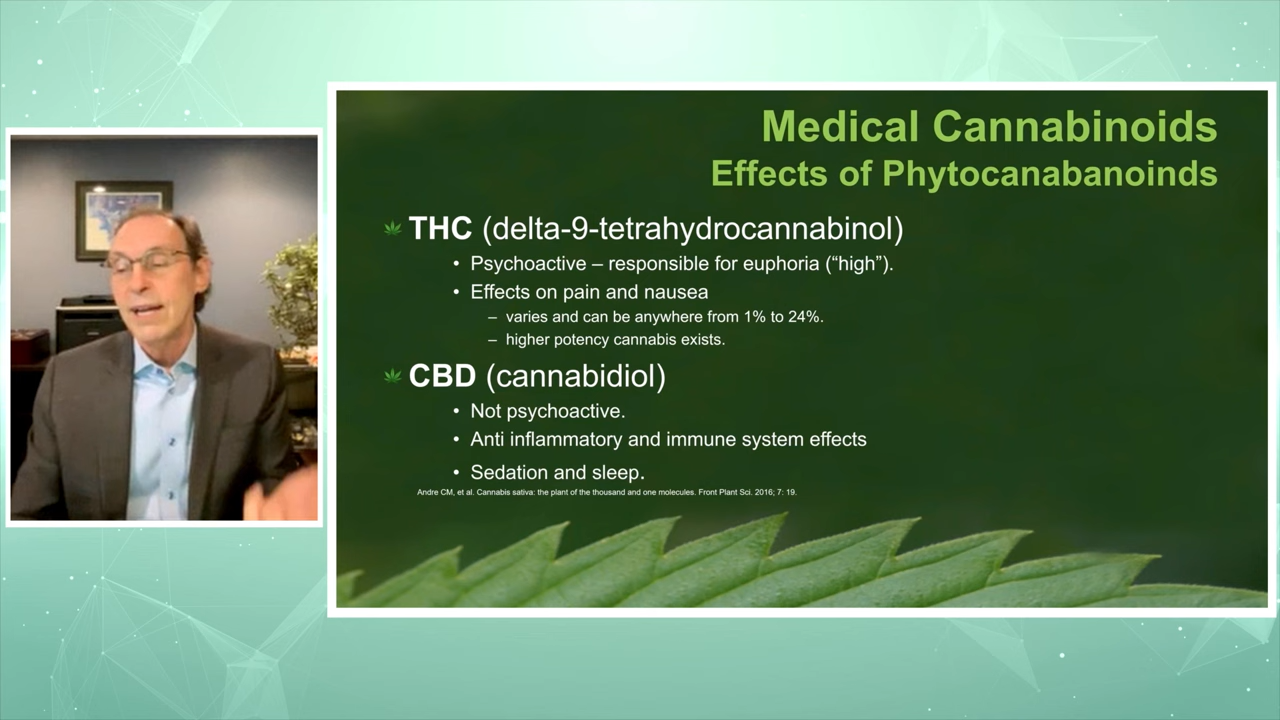 Medical Cannabinoids
Effects of Phytocanabanoinds
THC (delta-9-tetrahydrocannabinol)
• Psychoactive – responsible for euphoria (“high”).
• Effects on pain and nausea
– varies and can be anywhere from 1% to 24%.
– higher potency cannabis exists.
CBD (cannabidiol)
• Not psychoactive.
• Anti inflammatory and immune system effects
• Sedation and sleep.
Andre CM, et al. Cannabis sativa: the plant of the thousand and one molecules. Front Plant Sci. 2016; 7: 19.